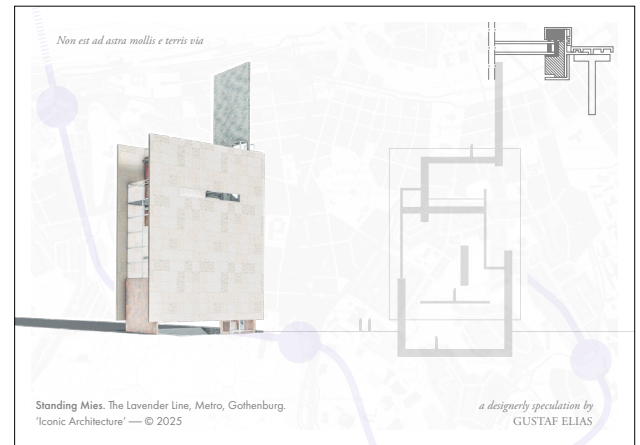 Non est ad astra mollis e terris via
Standing Mies. The Lavender Line, Metro, Gothenburg.
‘Iconic Architecture’ — © 2025
a designerly speculation by
GUSTAF ELIAS